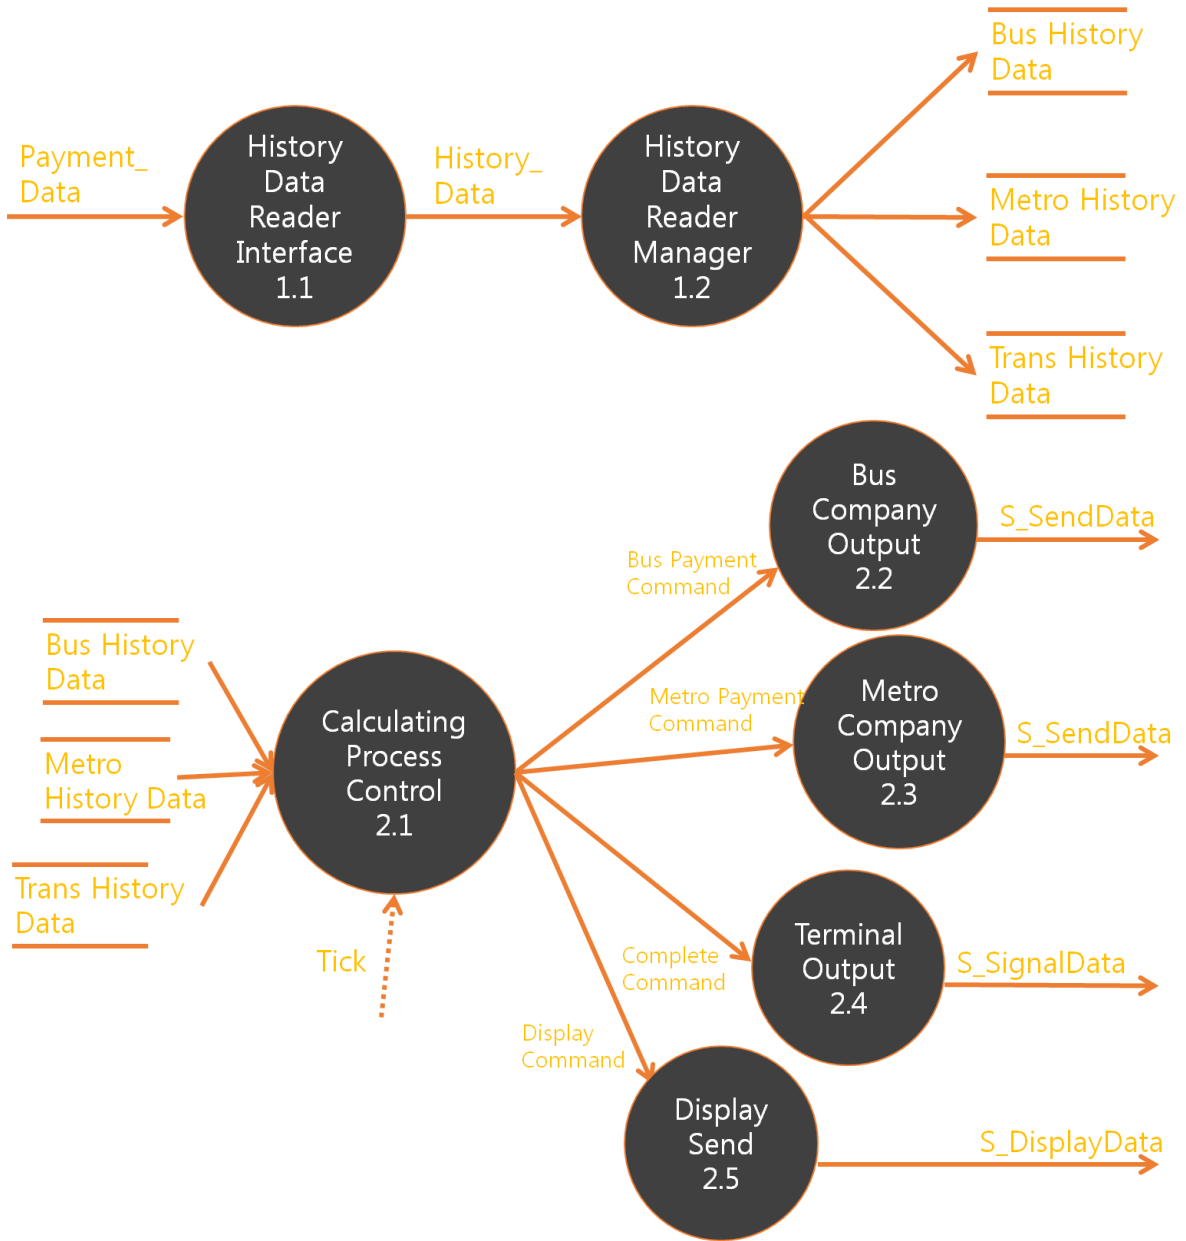 Bus History
Data
Payment_
Data
History
Data
Reader
Interface
1.1
History_
Data
History
Data
Reader
Manager
1.2
Metro History
Data
Trans History
Data
Bus
Company
Output
2.2
S_SendData
Bus Payment
Command
Bus History
Data
Metro
History Data
Trans History
Data
Calculating
Process
Control
2.1
Tick
Metro Payment
Command
Metro
Company
Output
2.3
S_SendData
Complete
Command
Terminal
Output
2.4
S_SignalData
Display
Command
Display
Send
2.5
S_DisplayData